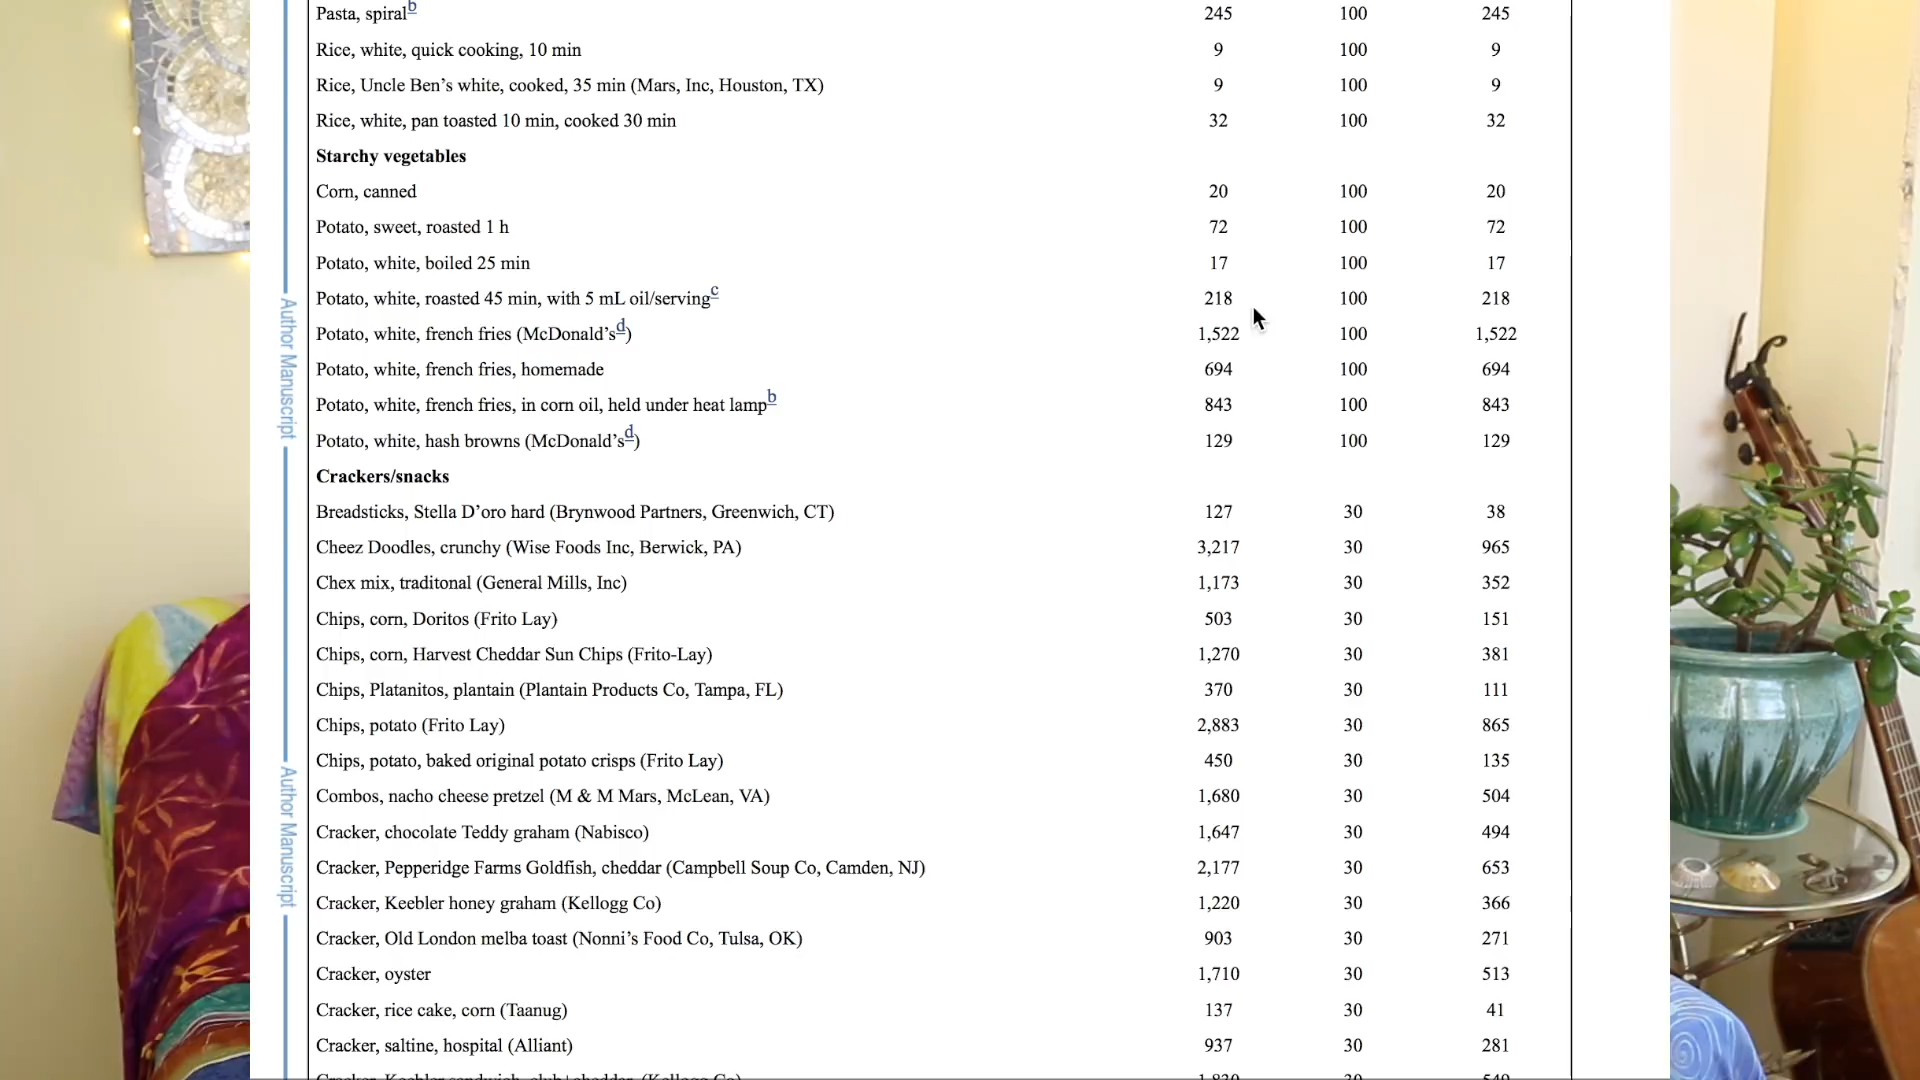 Pasta, spiralb 245 100 245
Rice, white, quick cooking, 10 min 9 100 9
Rice, Uncle Ben’s white, cooked, 35 min (Mars, Inc, Houston, TX) 9 100 9
Rice, white, pan toasted 10 min, cooked 30 min 32 100 32
Starchy vegetables
Corn, canned 20 100 20
Potato, sweet, roasted 1 h 72 100 72
Potato, white, boiled 25 min 17 100 17
Potato, white, roasted 45 min, with 5 mL oil/servingc 218 100 218
Potato, white, french fries (McDonald’sd) 1,522 100 1,522
Potato, white, french fries, homemade 694 100 694
Potato, white, french fries, in corn oil, held under heat lampb 843 100 843
Potato, white, hash browns (McDonald’sd) 129 100 129
Crackers/snacks
Breadsticks, Stella D’oro hard (Brynwood Partners, Greenwich, CT) 127 30 38
Cheez Doodles, crunchy (Wise Foods Inc, Berwick, PA) 3,217 30 965
Chex mix, traditonal (General Mills, Inc) 1,173 30 352
Chips, corn, Doritos (Frito Lay) 503 30 151
Chips, corn, Harvest Cheddar Sun Chips (Frito-Lay) 1,270 30 381
Chips, Platanitos, plantain (Plantain Products Co, Tampa, FL) 370 30 111
Chips, potato (Frito Lay) 2,883 30 865
Chips, potato, baked original potato crisps (Frito Lay) 450 30 135
Combos, nacho cheese pretzel (M & M Mars, McLean, VA) 1,680 30 504
Cracker, chocolate Teddy graham (Nabisco) 1,647 30 494
Cracker, Pepperidge Farms Goldfish, cheddar (Campbell Soup Co, Camden, NJ) 2,177 30 653
Cracker, Keebler honey graham (Kellogg Co) 1,220 30 366
Cracker, Old London melba toast (Nonni’s Food Co, Tulsa, OK) 903 30 271
Cracker, oyster 1,710 30 513
Cracker, rice cake, corn (Taanug) 137 30 41
Cracker, saltine, hospital (Alliant) 937 30 281
Author Manuscript
Author Manuscript